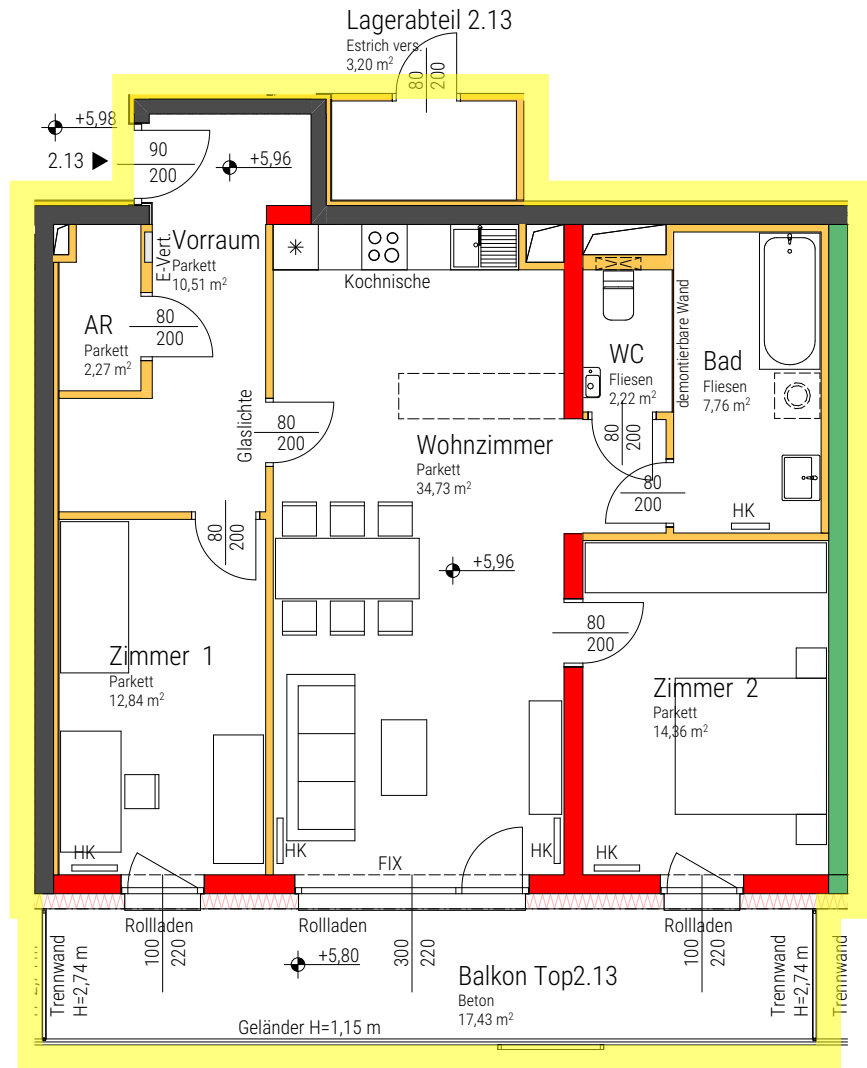 Lagerabteil 2.13
Estrich vers.
3,20 m²
80
200
+5,98
2.13
90
200
+5,96
E-Vert.
Vorraum
Parkett
10,51 m²
Kochnische
AR
Parkett
2,27 m²
80
200
WC
Fliesen
2,22 m²
demontierbare Wand
Bad
Fliesen
7,76 m²
Glaslichte
80
200
Wohnzimmer
Parkett
34,73 m²
80
200
80
200
HK
80
200
+5,96
80
200
Zimmer 1
Parkett
12,84 m²
Zimmer 2
Parkett
14,36 m²
HK
HK
FIX
HK
HK
Rollladen
Rollladen
Rollladen
100
220
300
220
100
220
+5,80
Trennwand
H=2,74 m
Balkon Top2.13
Beton
17,43 m²
Trennwand
H=2,74 m
Trennwand
Geländer H=1,15 m